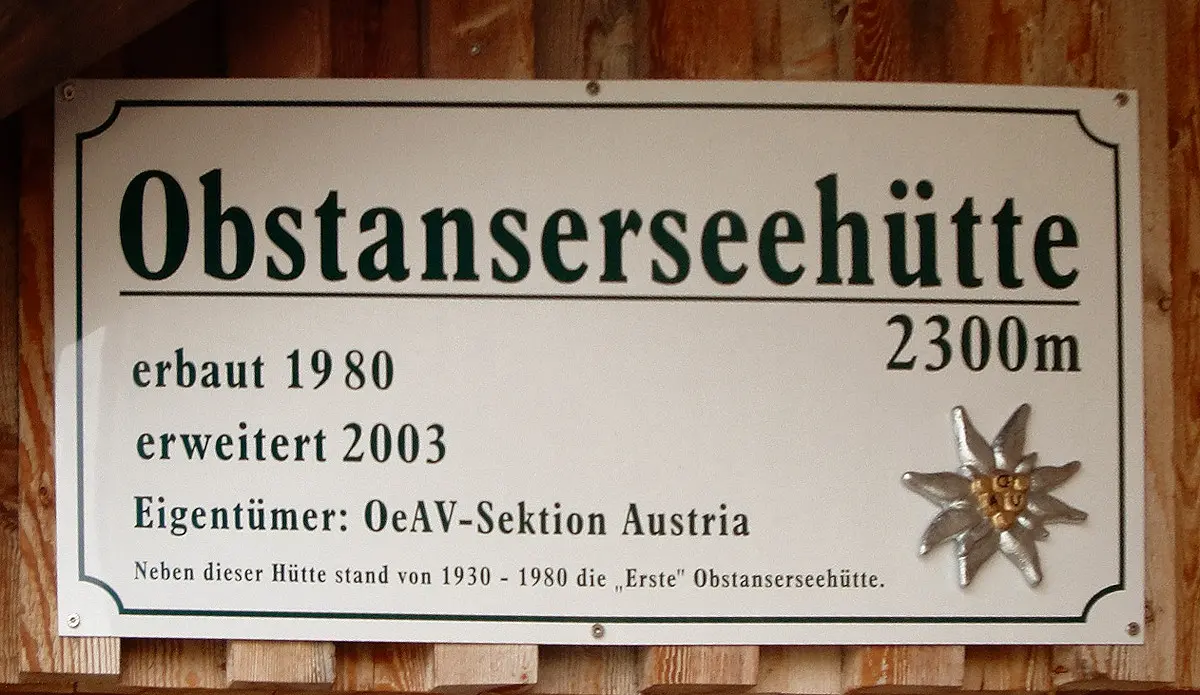 Obstanserseehütte
2300m
erbaut 1980
erweitert 2003
Eigentümer: OeAV-Sektion Austria
Neben dieser Hütte stand von 1930 - 1980 die „Erste" Obstanserseehütte.